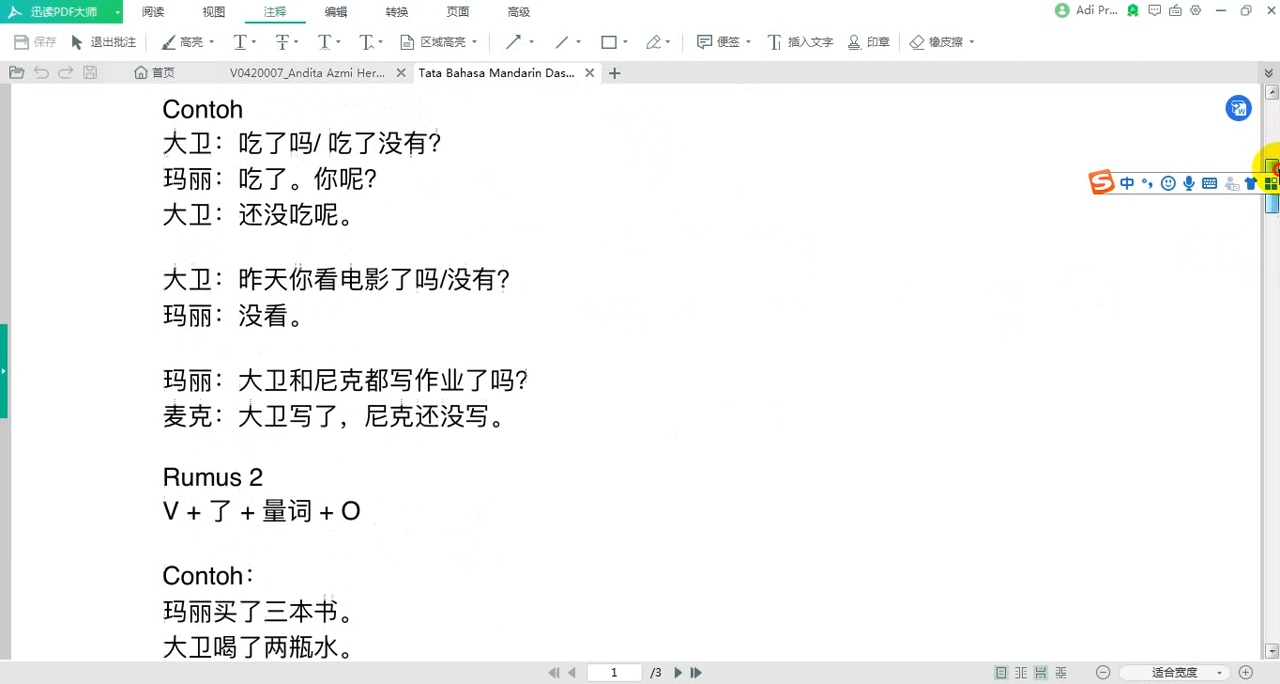 迅读PDF大师 阅读 视图 注释 编辑 转换 页面 高级 Adi Pr...
保存 退出批注 高亮 区域高亮 便签 插入文字 印章 橡皮擦
首页 V0420007_Andita Azmi Her... Tata Bahasa Mandarin Das...
Contoh
大卫：吃了吗/ 吃了没有？
玛丽：吃了。你呢？
大卫：还没吃呢。
中
大卫：昨天你看电影了吗/没有？
玛丽：没看。
玛丽：大卫和尼克都写作业了吗？
麦克：大卫写了，尼克还没写。
Rumus 2
V + 了 + 量词 + O
Contoh：
玛丽买了三本书。
大卫喝了两瓶水。
1 /3 适合宽度